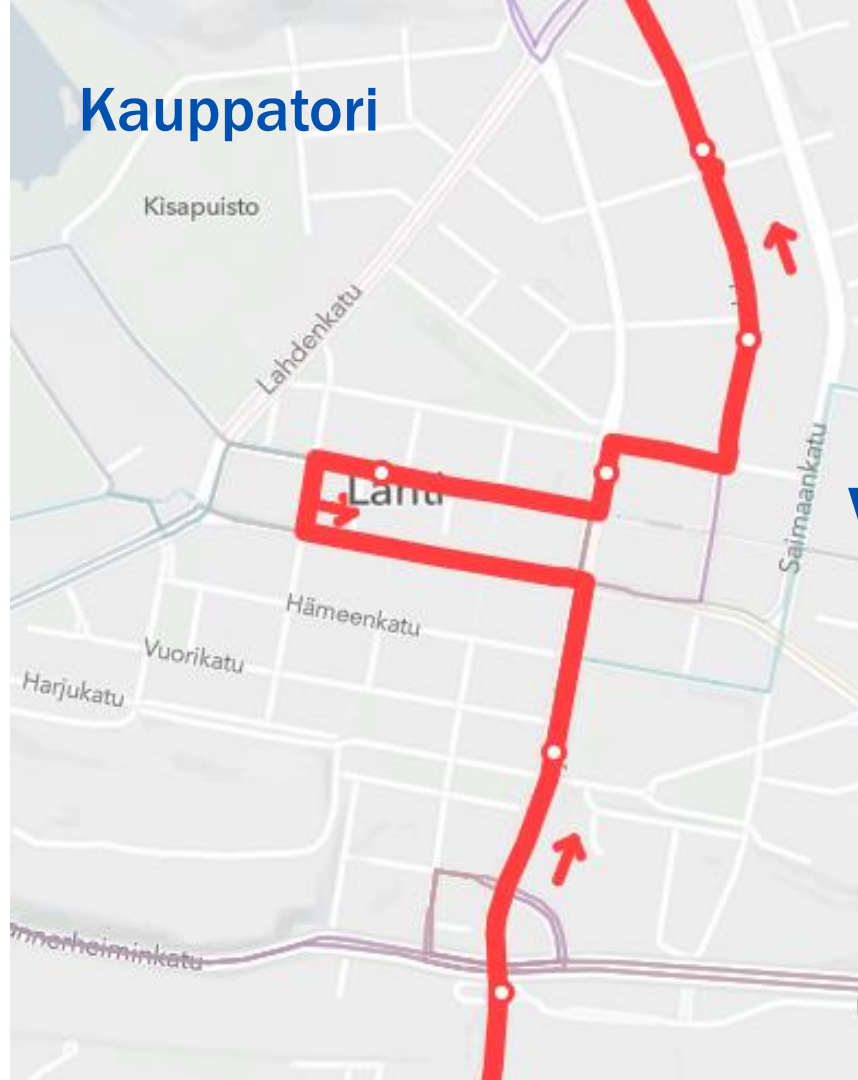 Kauppatori
Kisapuisto
Lahdenkatu
Lahti
Saimaankatu
Hämeenkatu
Vuorikatu
Harjukatu
nnerheiminkatu